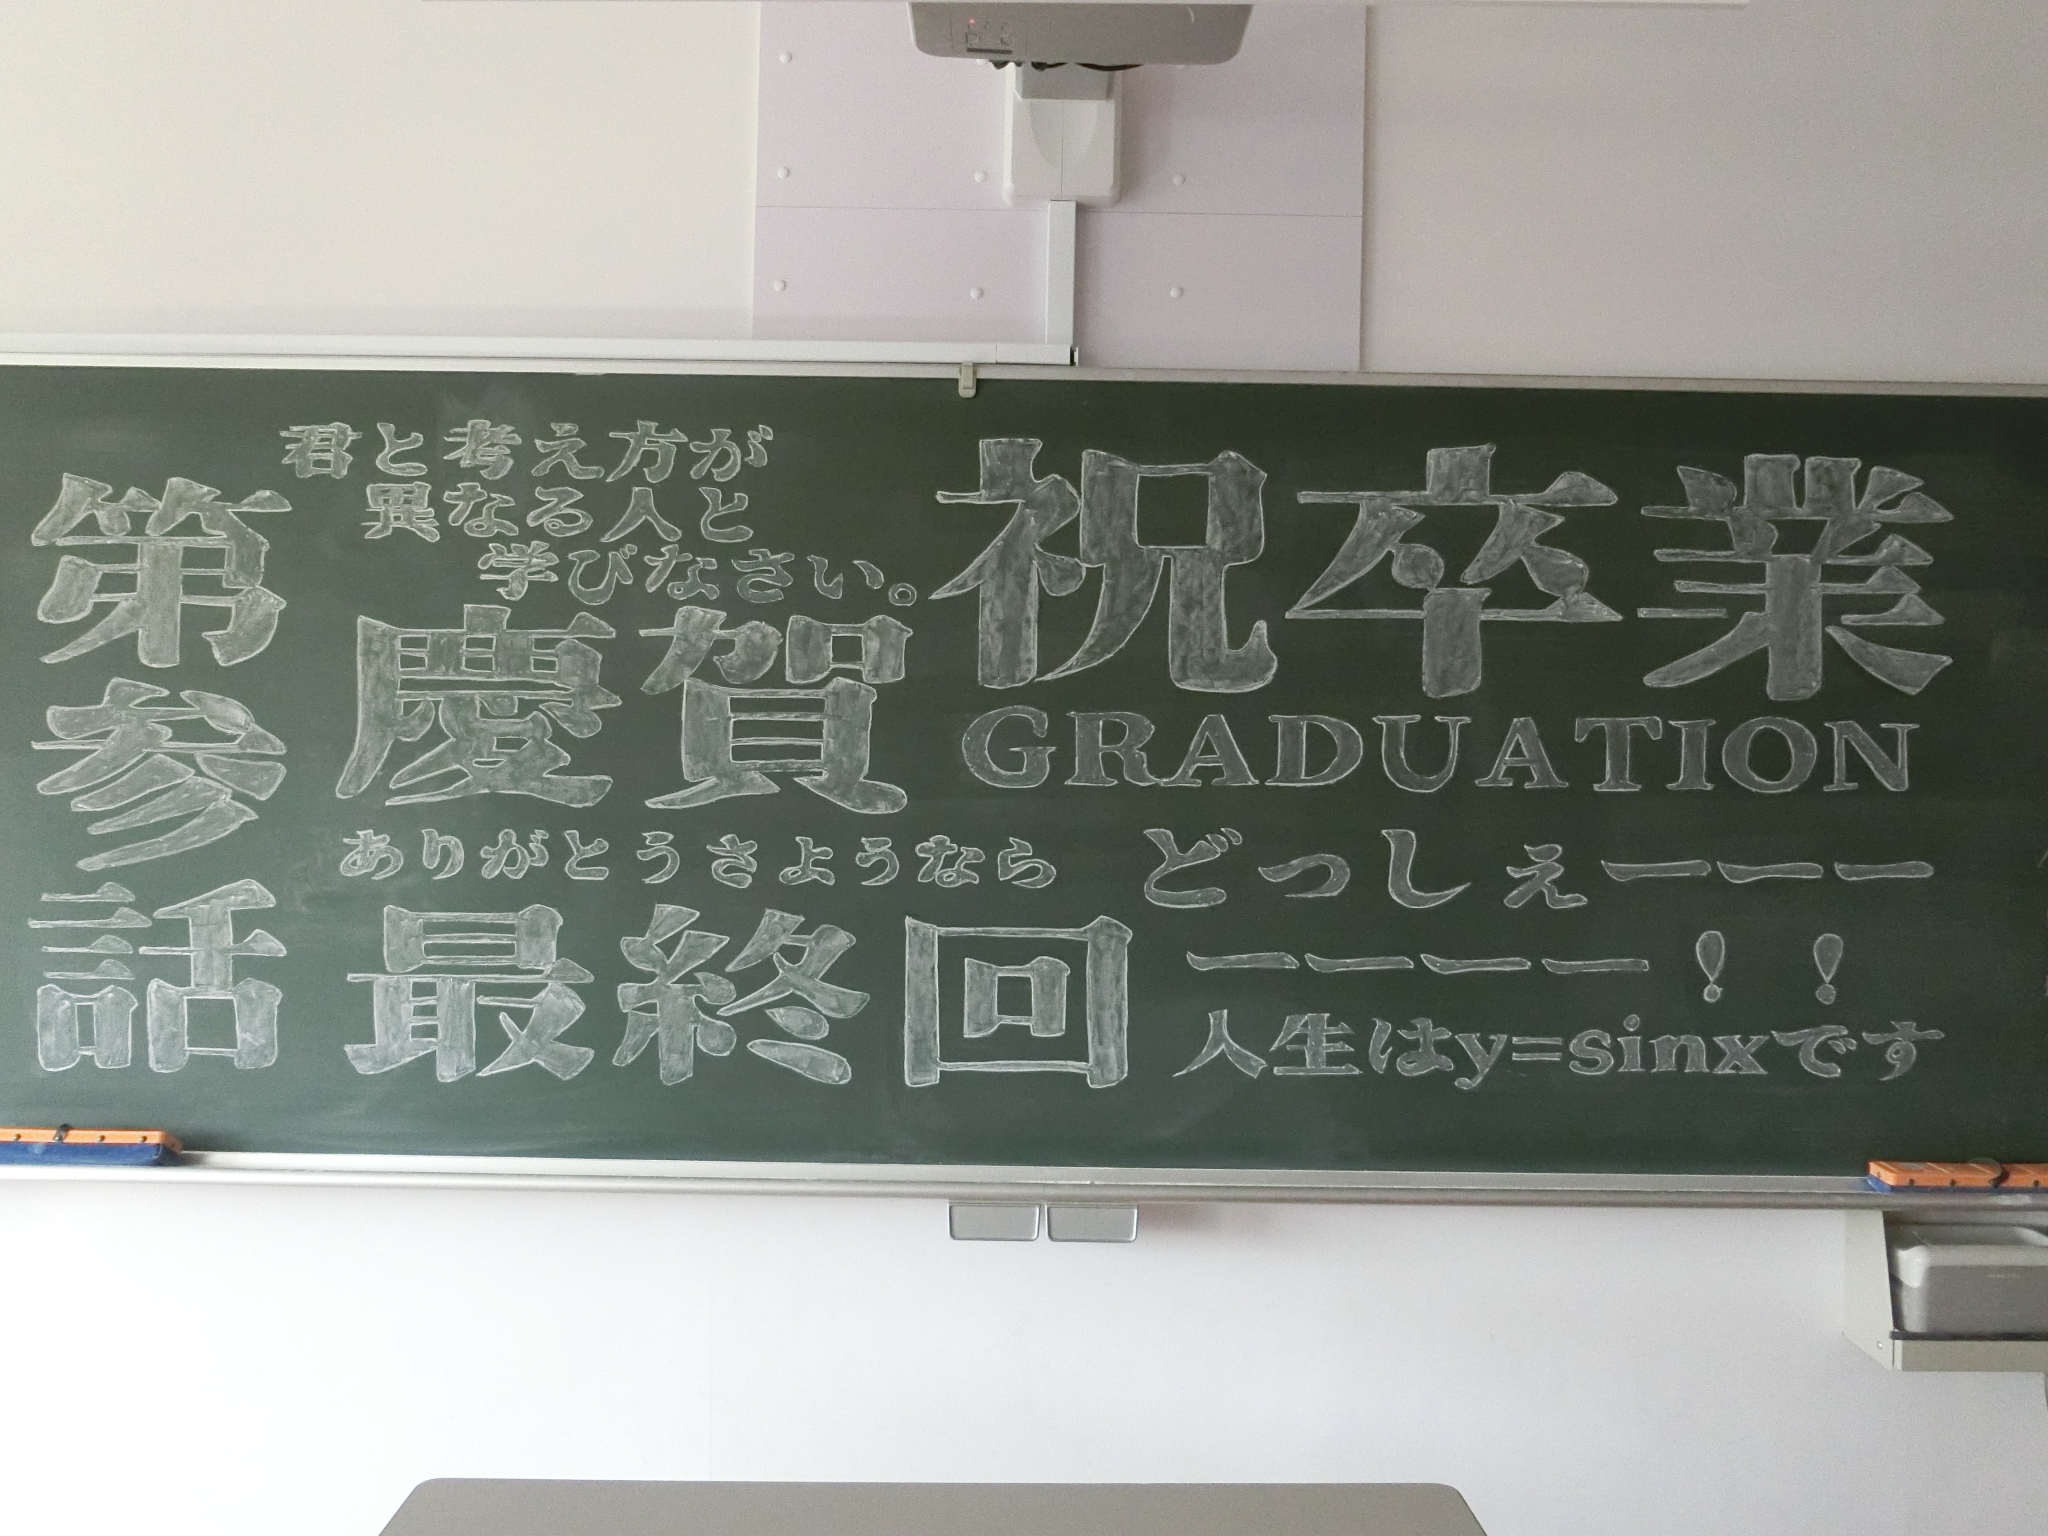 第参話
君と考え方が
異なる人と
学びなさい。
慶賀
ありがとうさようなら
最終回
祝卒業
GRADUATION
どっしぇーーー
ーーーー！！
人生はy=sinxです